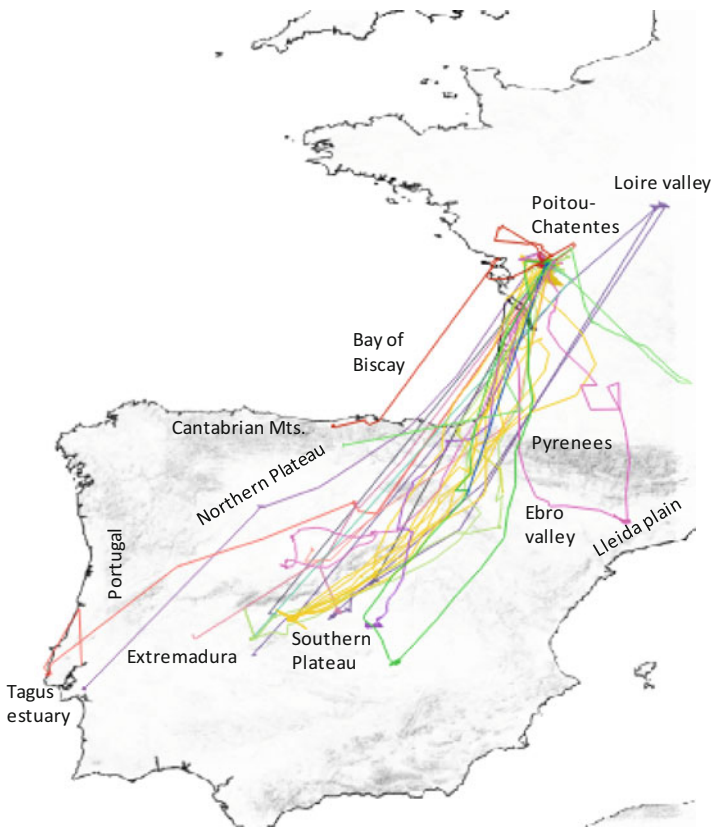 Loire valley
Poitou-
Chatentes
Bay of
Biscay
Cantabrian Mts.
Northern Plateau
Pyrenees
Ebro
valley
Lleida plain
Portugal
Extremadura
Southern
Plateau
Tagus
estuary